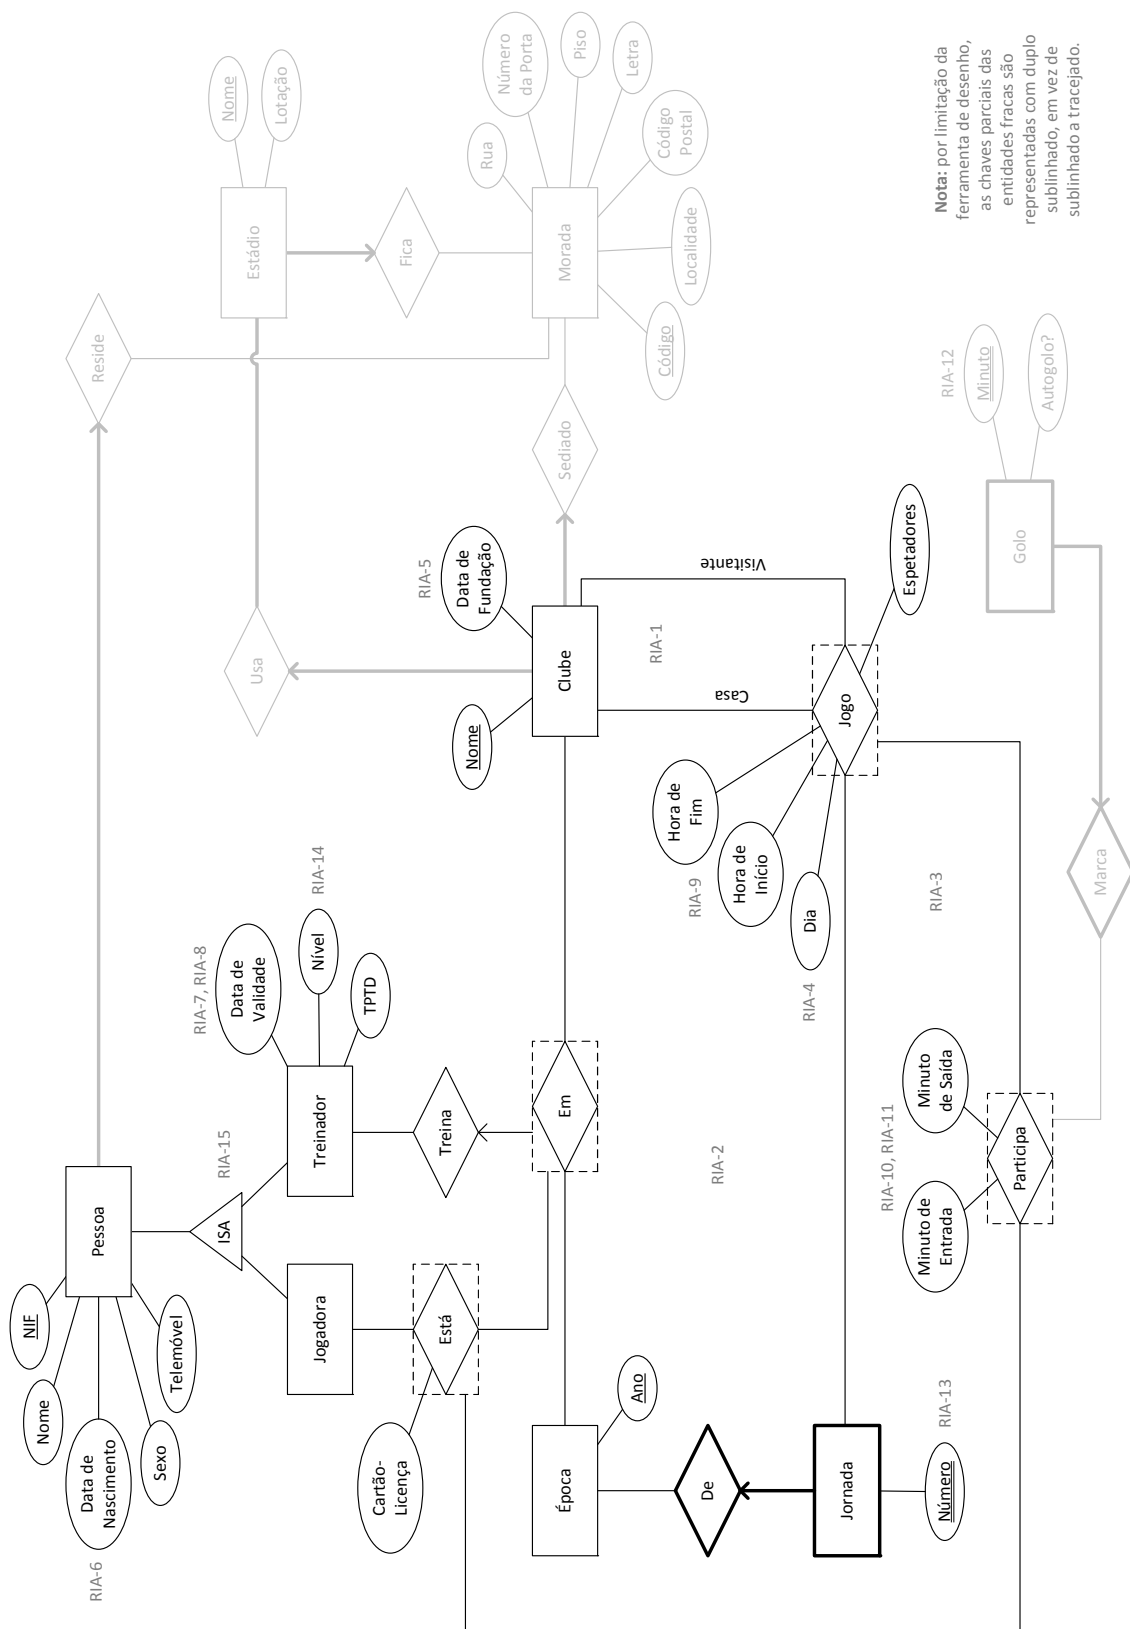 RIA-6
NIF
Nome
Data de
Nascimento
Sexo
Telemóvel
Pessoa
Reside
ISA
RIA-15
Jogadora
Treinador
RIA-7, RIA-8
Data de
Validade
RIA-14
Nível
TPTD
Usa
Estádio
Nome
Lotação
Cartão-
Licença
Está
Treina
Nome
Clube
RIA-5
Data de
Fundação
Sediado
Fica
Morada
Rua
Número
da Porta
Piso
Letra
Código
Postal
Localidade
Código
Época
Ano
Em
RIA-1
Casa
Visitante
De
RIA-2
Jornada
Número
RIA-13
Jogo
Hora de
Fim
RIA-9
Hora de
Início
Dia
RIA-4
Espetadores
RIA-3
RIA-10, RIA-11
Minuto de
Entrada
Minuto
de Saída
Participa
Marca
Golo
RIA-12
Minuto
Autogolo?
Nota: por limitação da
ferramenta de desenho,
as chaves parciais das
entidades fracas são
representadas com duplo
sublinhado, em vez de
sublinhado a tracejado.